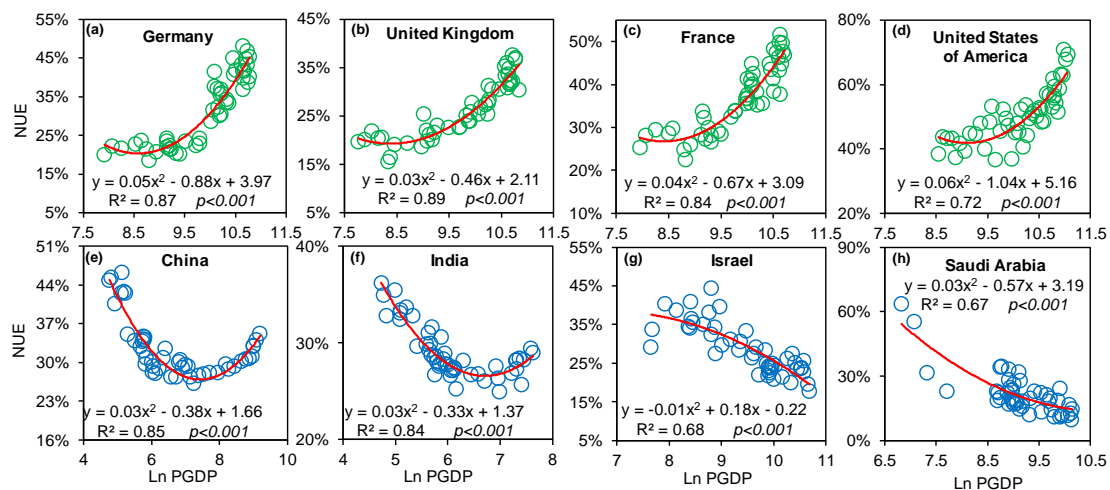 (a) Germany
NUE
55%
45%
35%
25%
15%
5%
y = 0.05x² - 0.88x + 3.97
R² = 0.87 p<0.001
7.5 8.5 9.5 10.5 11.5
(b) United Kingdom
45%
35%
25%
15%
5%
y = 0.03x² - 0.46x + 2.11
R² = 0.89 p<0.001
7.5 8.5 9.5 10.5 11.5
(c) France
50%
40%
30%
20%
10%
y = 0.04x² - 0.67x + 3.09
R² = 0.84 p<0.001
7.5 8.5 9.5 10.5 11.5
(d) United States
of America
80%
60%
40%
20%
y = 0.06x² - 1.04x + 5.16
R² = 0.72 p<0.001
7.5 8.5 9.5 10.5 11.5
(e) China
NUE
51%
44%
37%
30%
23%
16%
y = 0.03x² - 0.38x + 1.66
R² = 0.85 p<0.001
4 6 8 10
Ln PGDP
(f) India
40%
30%
20%
y = 0.03x² - 0.33x + 1.37
R² = 0.84 p<0.001
4 5 6 7 8
Ln PGDP
(g) Israel
55%
45%
35%
25%
15%
5%
y = -0.01x² + 0.18x - 0.22
R² = 0.68 p<0.001
7 8 9 10 11
Ln PGDP
(h) Saudi Arabia
90%
60%
30%
0%
y = 0.03x² - 0.57x + 3.19
R² = 0.67 p<0.001
6.5 7.5 8.5 9.5 10.5
Ln PGDP